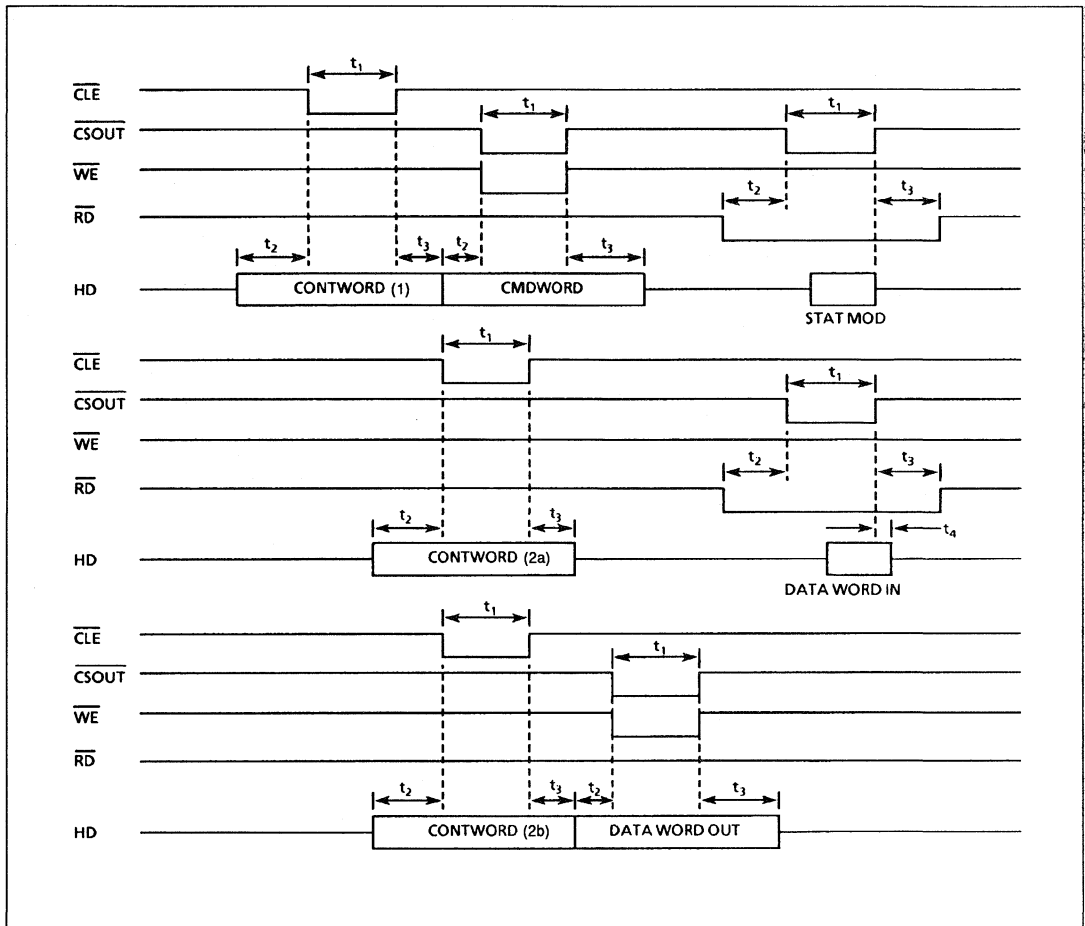 t1
CLE
t1 t1
CSOUT
WE
t2 t3
RD
t2 t3 t2 t3
HD CONTWORD (1) CMDWORD
STAT MOD
t1
CLE
t1
CSOUT
WE
t2 t3
RD
t2 t3 t4
HD CONTWORD (2a)
DATA WORD IN
t1
CLE
t1
CSOUT
WE
RD
t2 t3 t2 t3
HD CONTWORD (2b) DATA WORD OUT